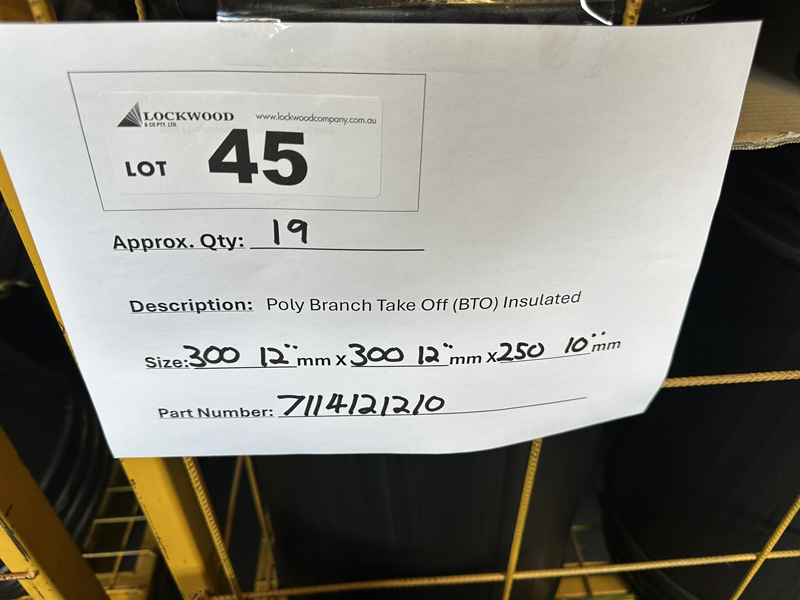 LOCKWOOD www.lockwoodcompany.com.au
& CO PTY. LTD.
LOT 45
Approx. Qty: 19
Description: Poly Branch Take Off (BTO) Insulated
Size: 300 12" mm x 300 12" mm x 250 10" mm
Part Number: 7114121210